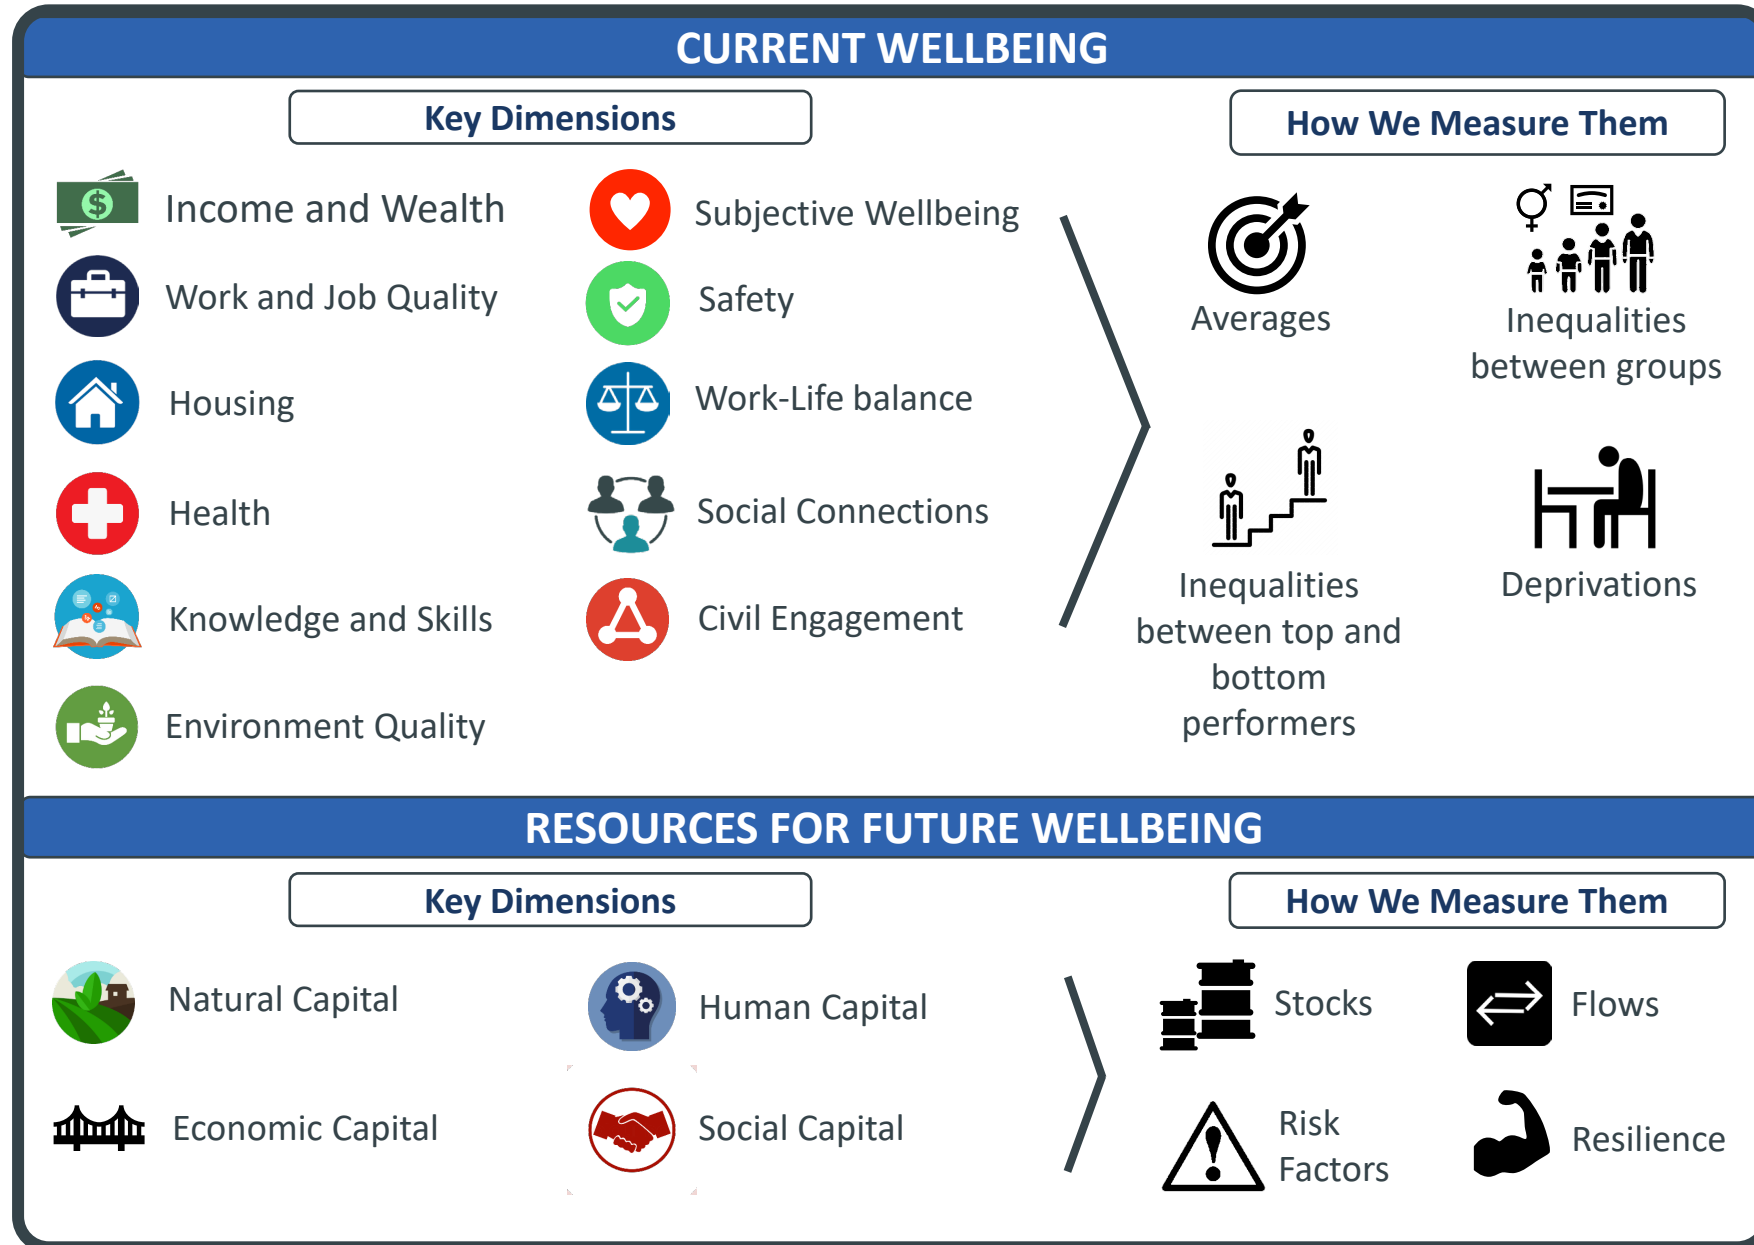 CURRENT WELLBEING
Key Dimensions
How We Measure Them
Income and Wealth
Work and Job Quality
Housing
Health
Knowledge and Skills
Environment Quality
Subjective Wellbeing
Safety
Work-Life balance
Social Connections
Civil Engagement
Averages
Inequalities
between groups
Inequalities
between top and
bottom
performers
Deprivations
RESOURCES FOR FUTURE WELLBEING
Key Dimensions
How We Measure Them
Natural Capital
Economic Capital
Human Capital
Social Capital
Stocks
Flows
Risk
Factors
Resilience